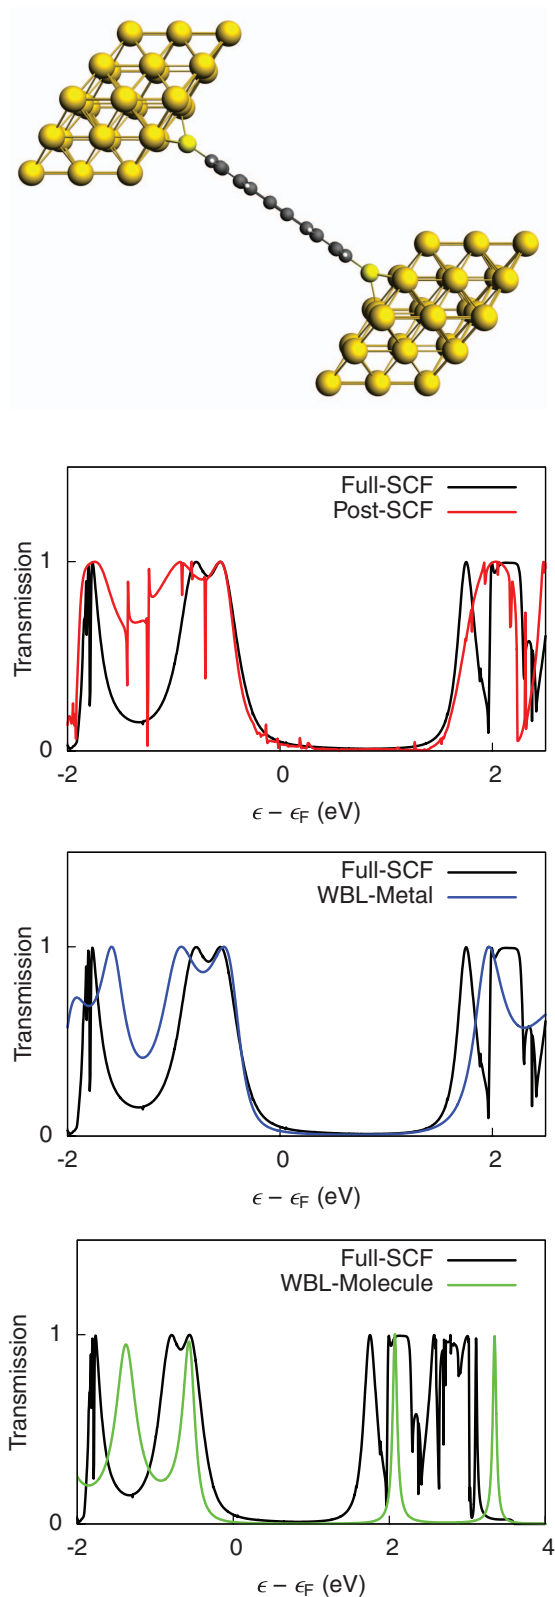 Full-SCF
Post-SCF
Transmission
1
0
-2 0 2
ϵ − ϵF (eV)
Full-SCF
WBL-Metal
Transmission
1
0
-2 0 2
ϵ − ϵF (eV)
Full-SCF
WBL-Molecule
Transmission
1
0
-2 0 2 4
ϵ − ϵF (eV)